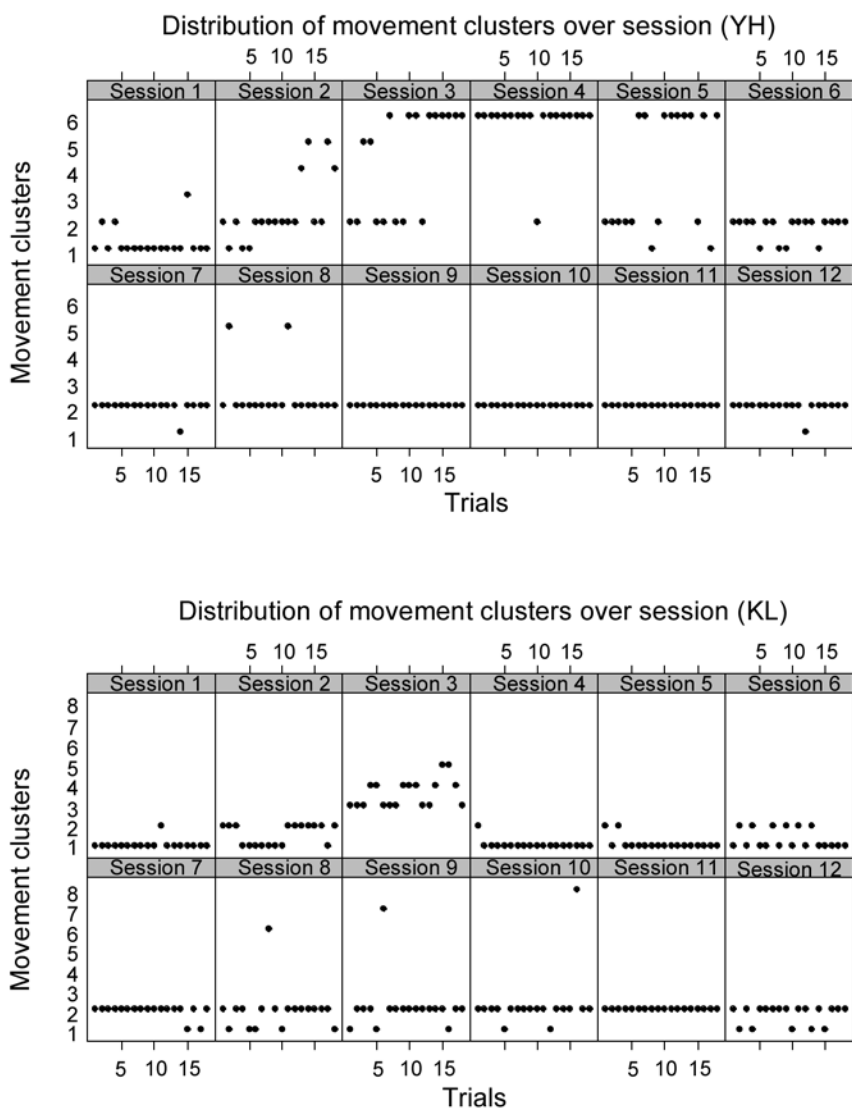 Distribution of movement clusters over session (YH)
5 10 15 5 10 15 5 10 15
Session 1 Session 2 Session 3 Session 4 Session 5 Session 6
6
5
4
3
2
1
Session 7 Session 8 Session 9 Session 10 Session 11 Session 12
6
5
4
3
2
1
Movement clusters
5 10 15 5 10 15 5 10 15
Trials
Distribution of movement clusters over session (KL)
5 10 15 5 10 15 5 10 15
Session 1 Session 2 Session 3 Session 4 Session 5 Session 6
8
7
6
5
4
3
2
1
Session 7 Session 8 Session 9 Session 10 Session 11 Session 12
8
7
6
5
4
3
2
1
Movement clusters
5 10 15 5 10 15 5 10 15
Trials